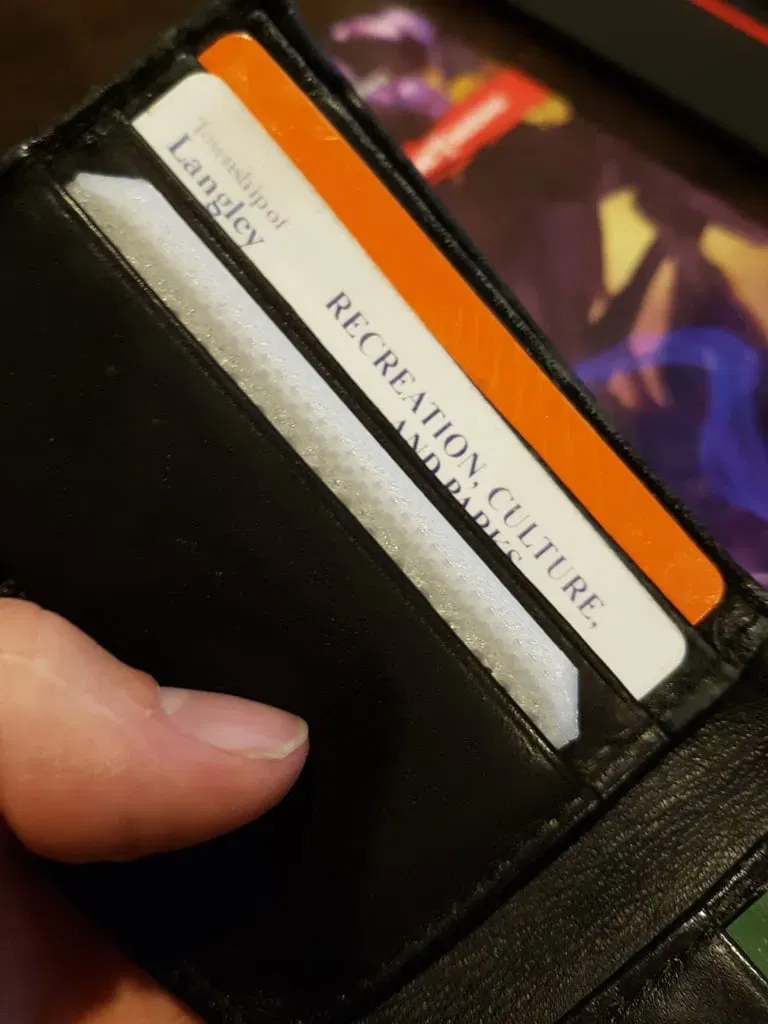 Township of
Langley
RECREATION, CULTURE,
AND PARKS